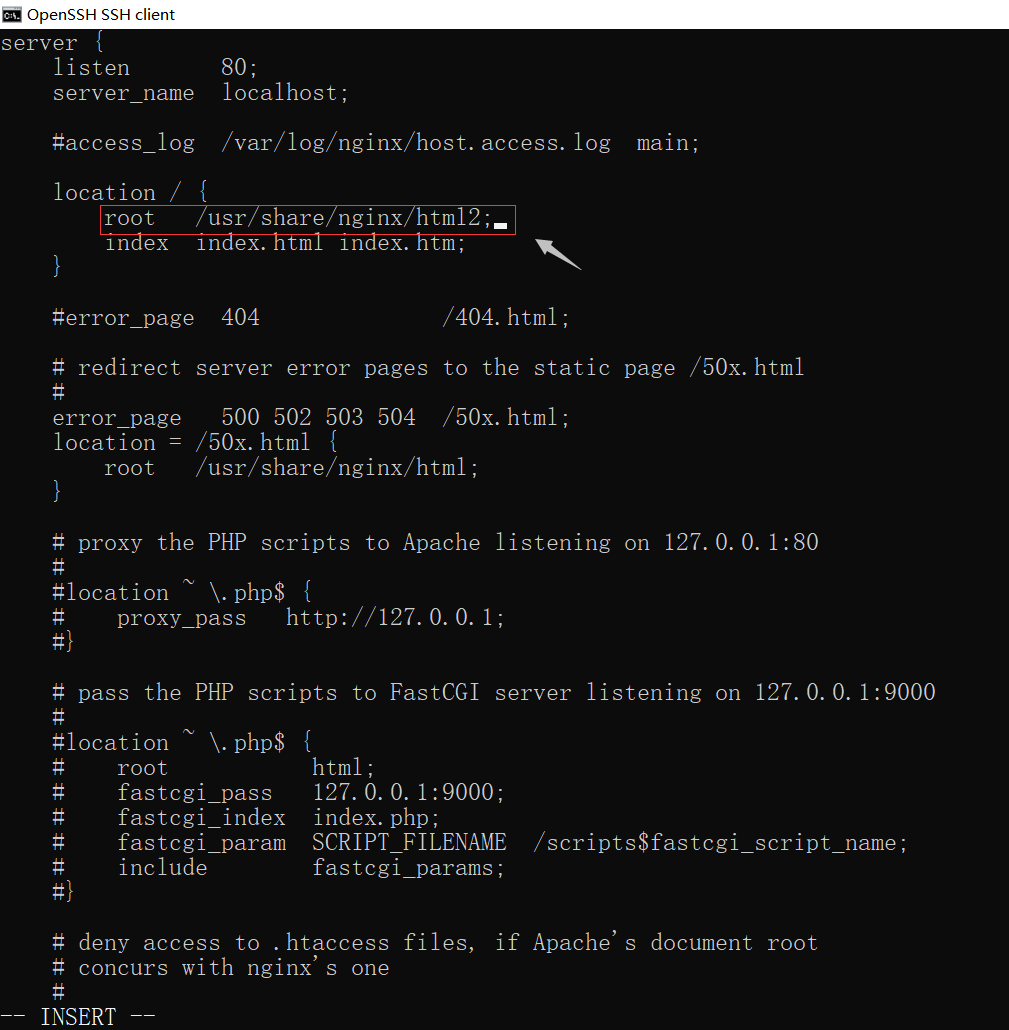 OpenSSH SSH client
server {
    listen       80;
    server_name  localhost;

    #access_log  /var/log/nginx/host.access.log  main;

    location / {
        root   /usr/share/nginx/html2;
        index  index.html index.htm;
    }

    #error_page  404              /404.html;

    # redirect server error pages to the static page /50x.html
    #
    error_page   500 502 503 504  /50x.html;
    location = /50x.html {
        root   /usr/share/nginx/html;
    }

    # proxy the PHP scripts to Apache listening on 127.0.0.1:80
    #
    #location ~ \.php$ {
    #    proxy_pass   http://127.0.0.1;
    #}

    # pass the PHP scripts to FastCGI server listening on 127.0.0.1:9000
    #
    #location ~ \.php$ {
    #    root           html;
    #    fastcgi_pass   127.0.0.1:9000;
    #    fastcgi_index  index.php;
    #    fastcgi_param  SCRIPT_FILENAME  /scripts$fastcgi_script_name;
    #    include        fastcgi_params;
    #}

    # deny access to .htaccess files, if Apache's document root
    # concurs with nginx's one
    #
-- INSERT --